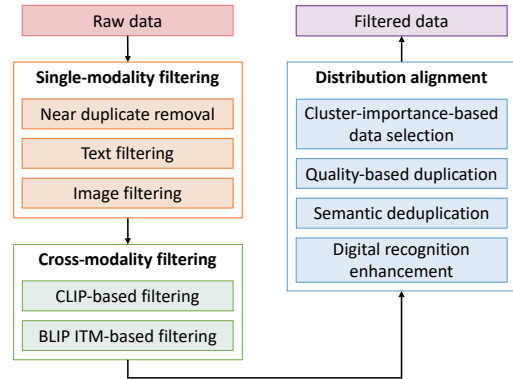 Raw data
Single-modality filtering
Near duplicate removal
Text filtering
Image filtering
Cross-modality filtering
CLIP-based filtering
BLIP ITM-based filtering
Filtered data
Distribution alignment
Cluster-importance-based
data selection
Quality-based duplication
Semantic deduplication
Digital recognition
enhancement